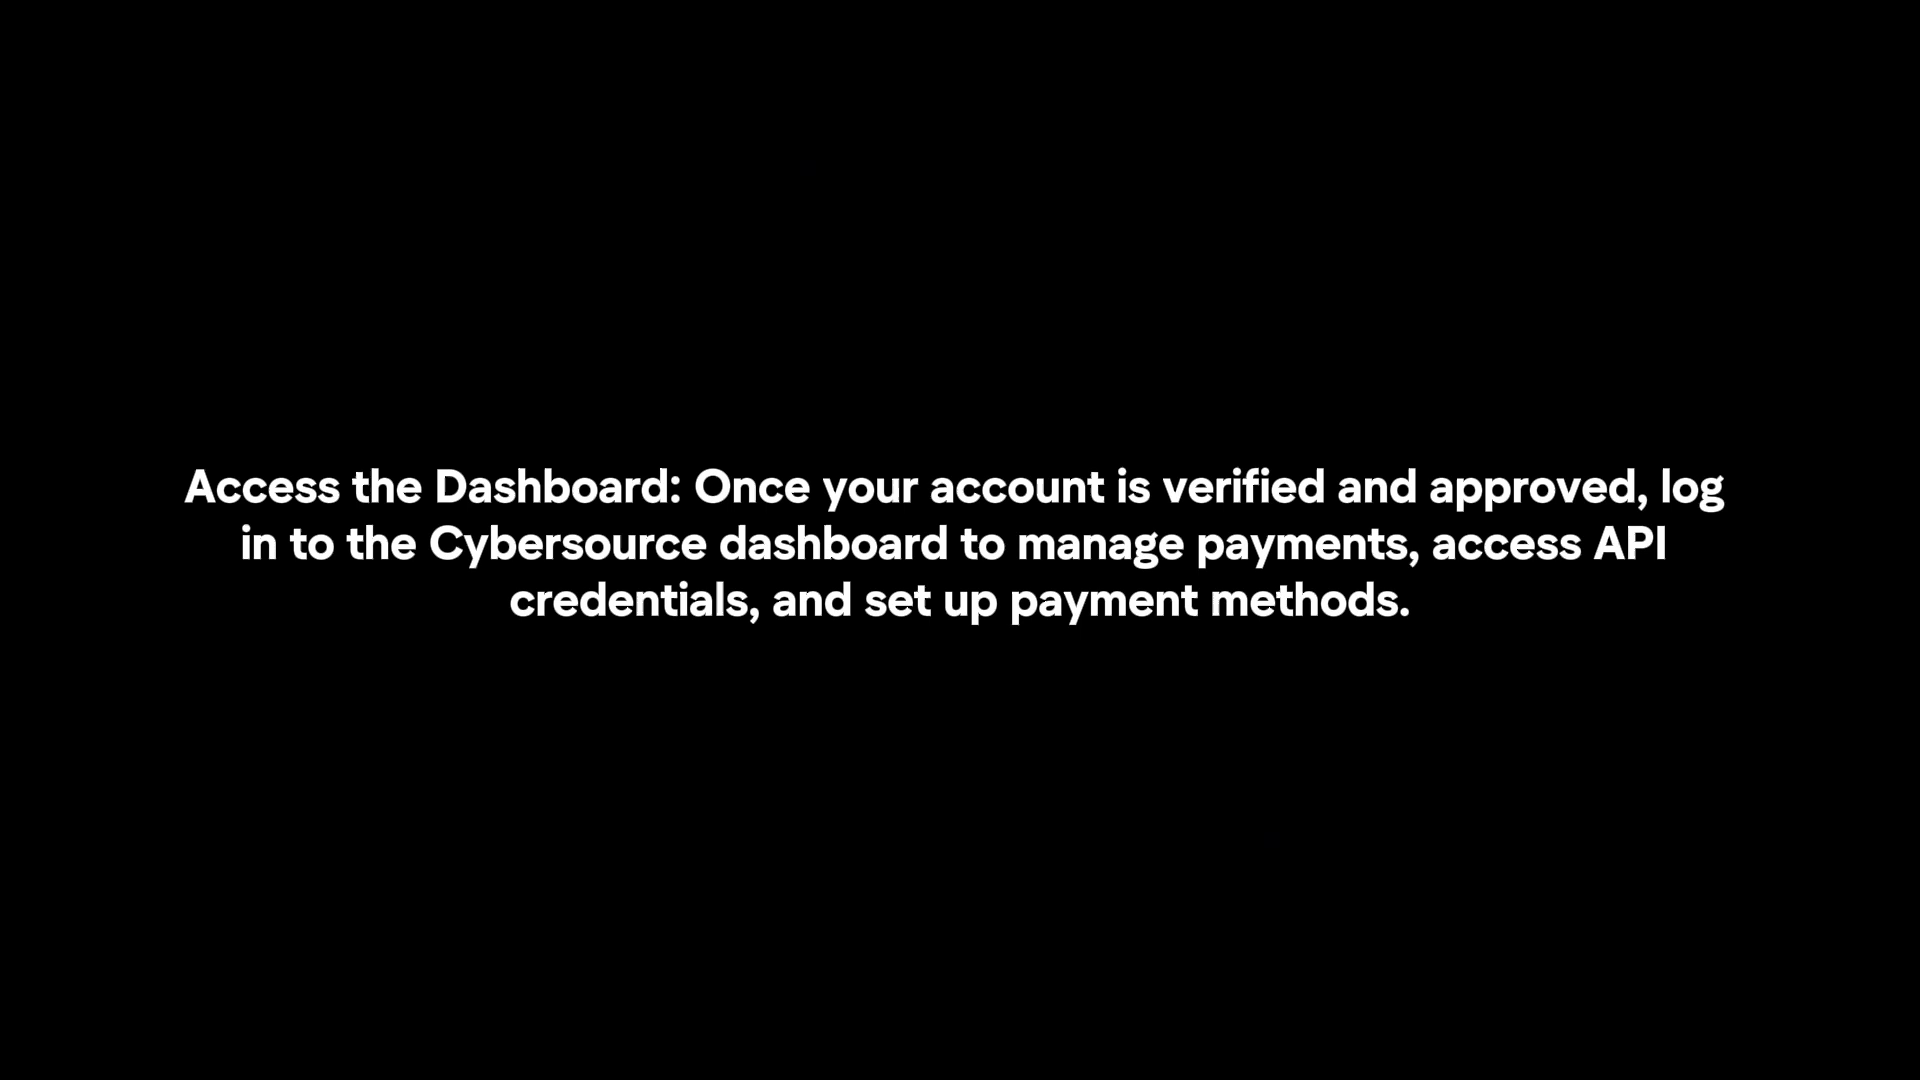 Access the Dashboard: Once your account is verified and approved, log
in to the Cybersource dashboard to manage payments, access API
credentials, and set up payment methods.